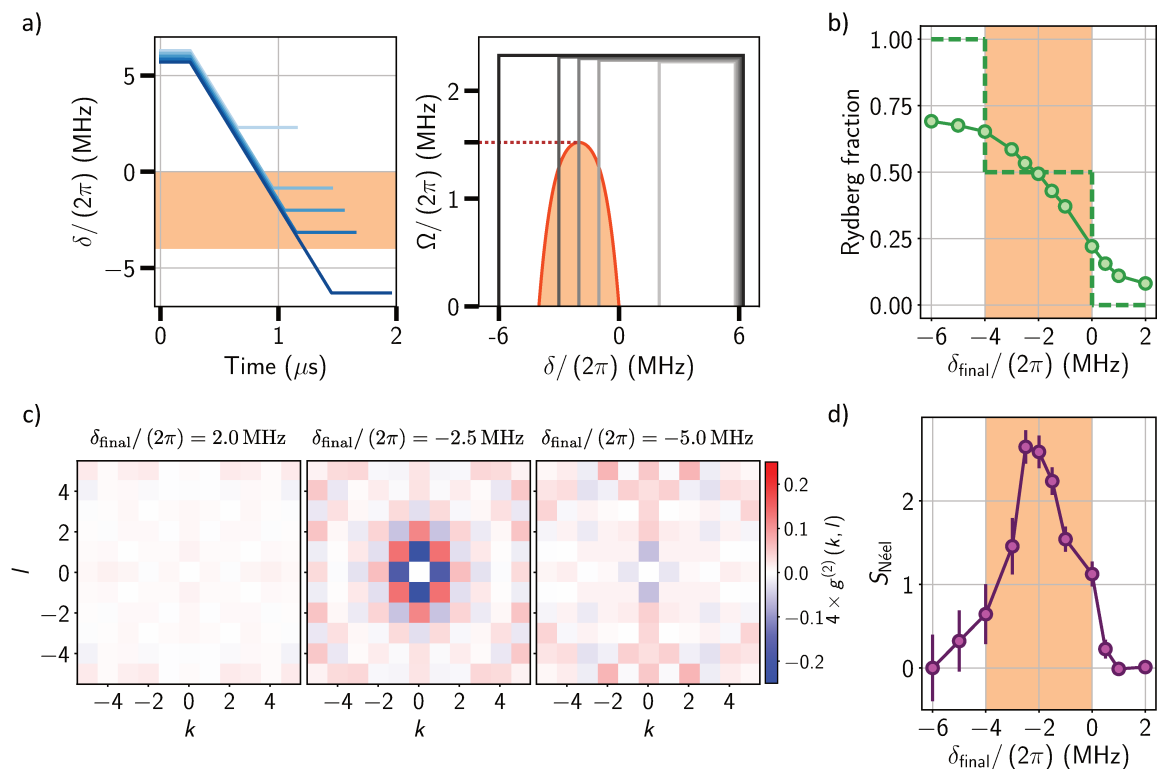 a)
δ/(2π) (MHz)
5
0
−5
0
1
2
Time (μs)
Ω/(2π) (MHz)
2
1
0
-6
0
6
δ/(2π) (MHz)
b)
Rydberg fraction
1.00
0.75
0.50
0.25
0.00
−6
−4
−2
0
2
δfinal/(2π) (MHz)
c)
δfinal/(2π) = 2.0 MHz
δfinal/(2π) = −2.5 MHz
δfinal/(2π) = −5.0 MHz
l
4
2
0
−2
−4
−4
−2
0
2
4
k
−4
−2
0
2
4
k
−4
−2
0
2
4
k
0.2
0.1
0.0
−0.1
−0.2
4 × g(2) (k, l)
d)
SNéel
2
1
0
−6
−4
−2
0
2
δfinal/(2π) (MHz)